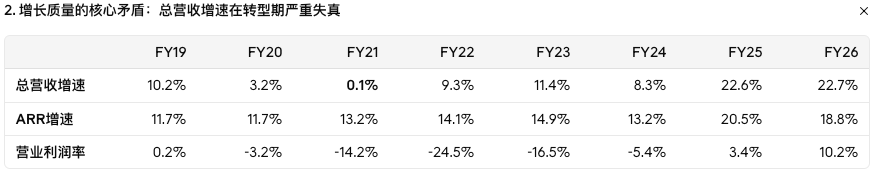 2. 增长质量的核心矛盾：总营收增速在转型期严重失真
FY19 FY20 FY21 FY22 FY23 FY24 FY25 FY26
总营收增速 10.2% 3.2% 0.1% 9.3% 11.4% 8.3% 22.6% 22.7%
ARR增速 11.7% 11.7% 13.2% 14.1% 14.9% 13.2% 20.5% 18.8%
营业利润率 0.2% -3.2% -14.2% -24.5% -16.5% -5.4% 3.4% 10.2%